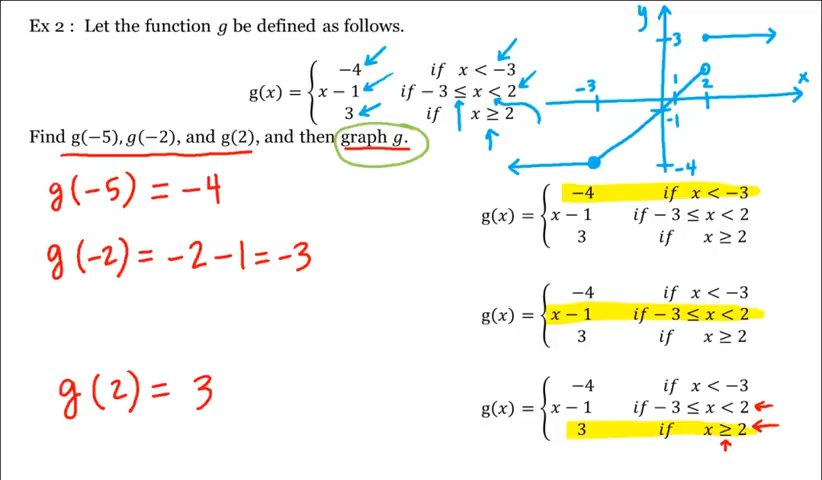 Ex 2 : Let the function g be defined as follows.
−4 if x < −3
g(x) = { x − 1 if − 3 ≤ x < 2
3 if x ≥ 2
Find g(−5), g(−2), and g(2), and then graph g.
g(−5) = −4
g(−2) = −2 −1 = −3
g(2) = 3
y
3
x
−3
1
2
−1
−4
−4 if x < −3
g(x) = { x − 1 if − 3 ≤ x < 2
3 if x ≥ 2
−4 if x < −3
g(x) = { x − 1 if − 3 ≤ x < 2
3 if x ≥ 2
−4 if x < −3
g(x) = { x − 1 if − 3 ≤ x < 2
3 if x ≥ 2